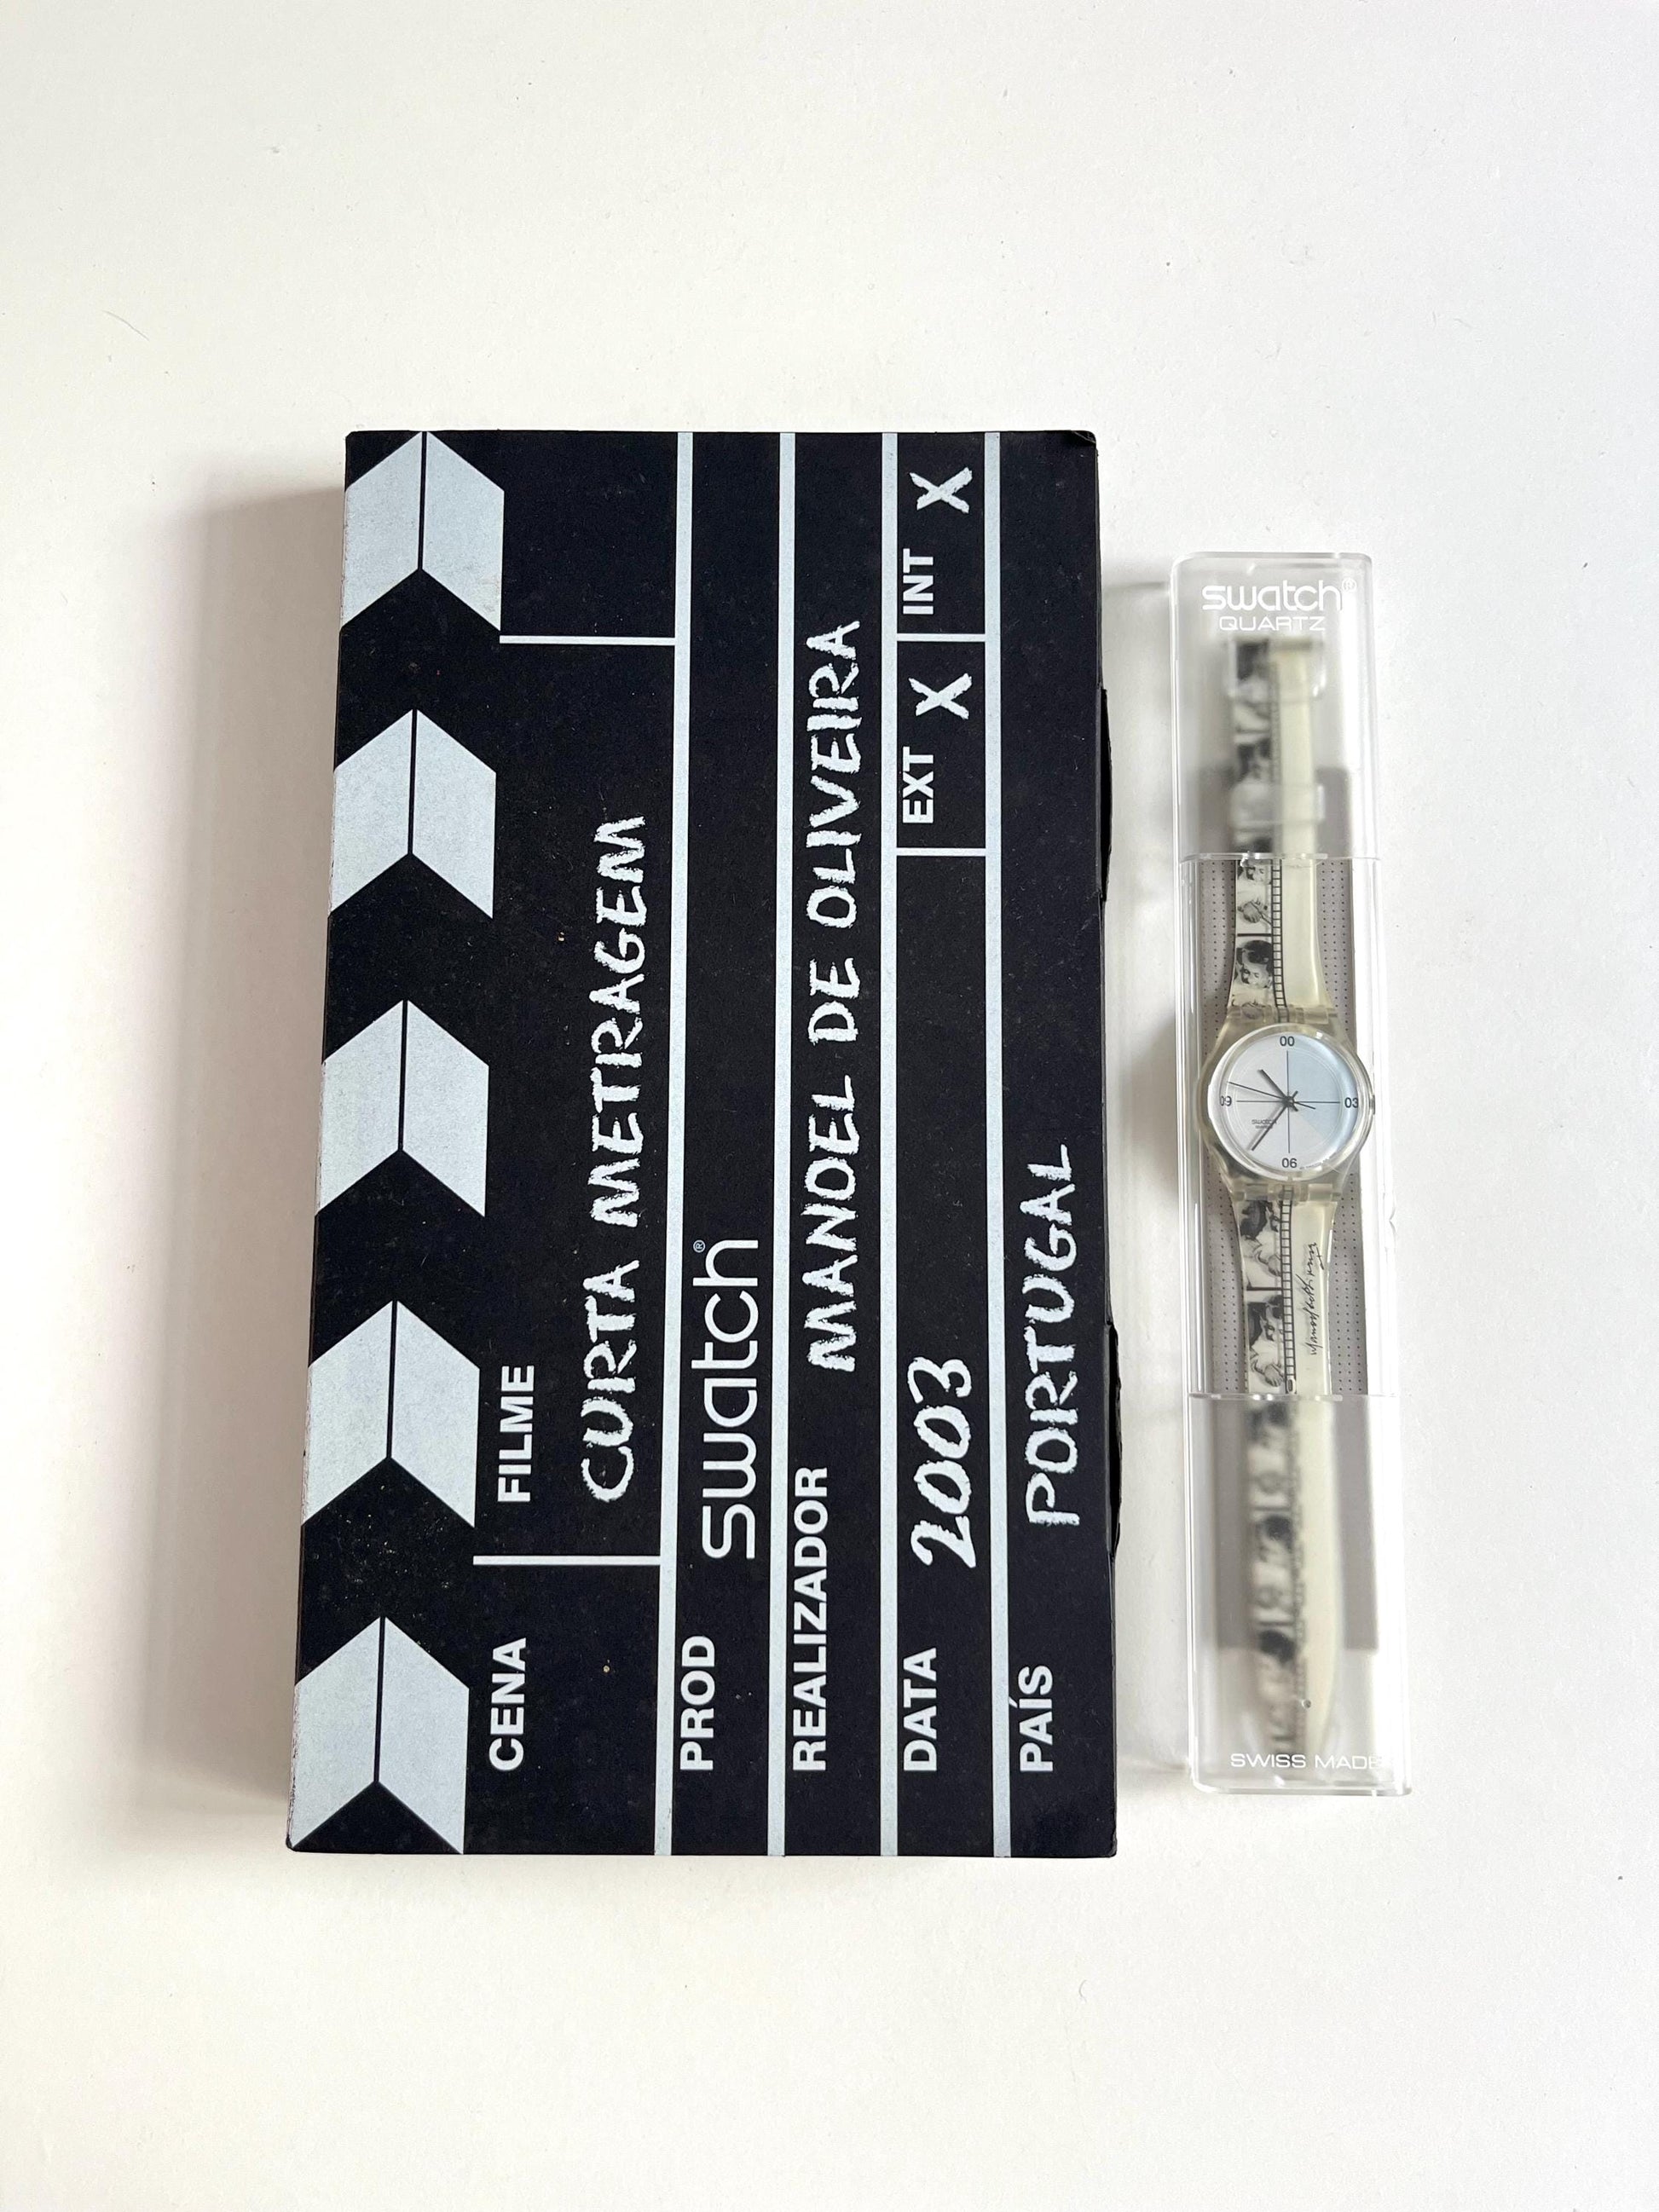 CENA
FILME
CURTA METRAGEM
PROD
swatch®
REALIZADOR
MANOEL DE OLIVEIRA
DATA
2003
EXT X
INT X
PAÍS
PORTUGAL
swatch®
QUARTZ
00
09
03
swatch
06
SWISS MADE